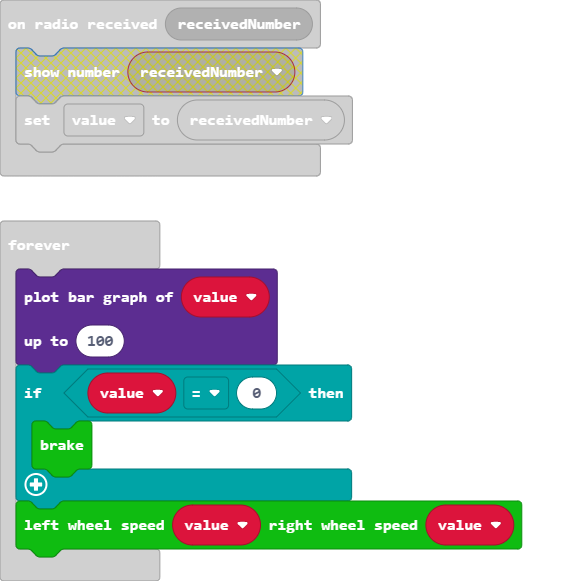 on radio received receivedNumber
show number receivedNumber
set value to receivedNumber
forever
plot bar graph of value
up to 100
if value = 0 then
brake
left wheel speed value right wheel speed value